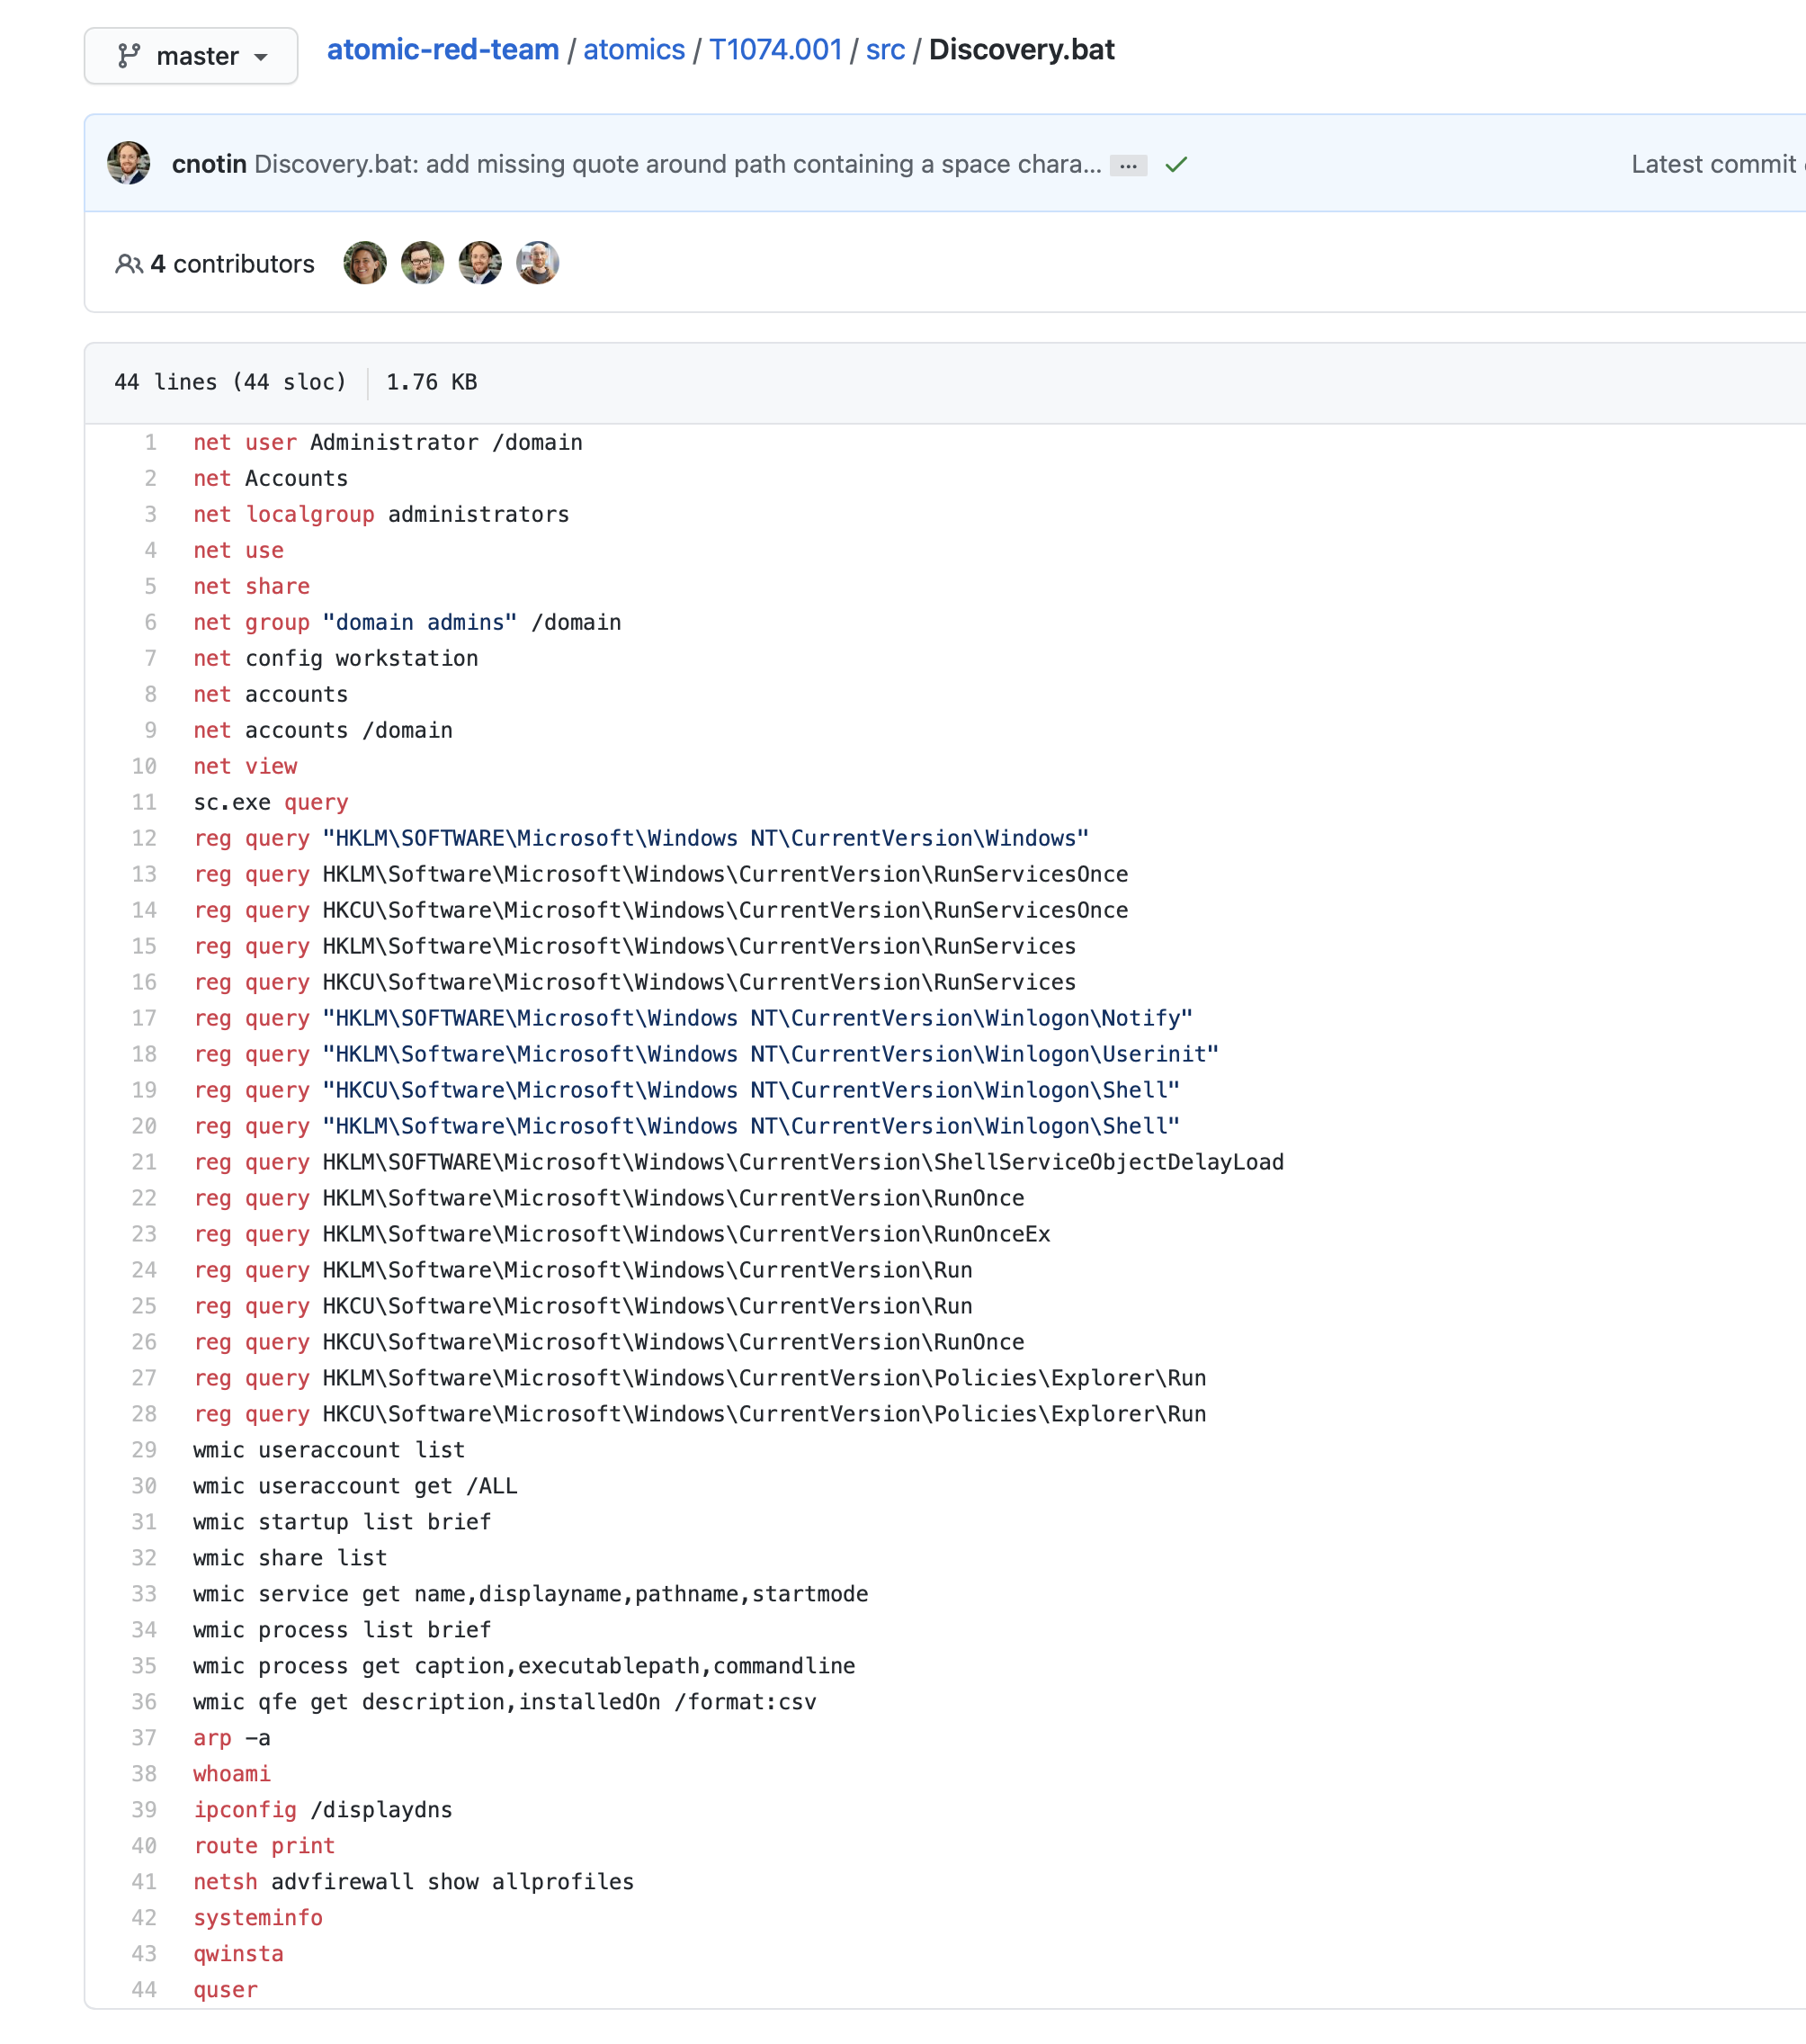 master
atomic-red-team / atomics / T1074.001 / src / Discovery.bat
cnotin Discovery.bat: add missing quote around path containing a space chara... ... Latest commit
4 contributors
44 lines (44 sloc) 1.76 KB
1 net user Administrator /domain
2 net Accounts
3 net localgroup administrators
4 net use
5 net share
6 net group "domain admins" /domain
7 net config workstation
8 net accounts
9 net accounts /domain
10 net view
11 sc.exe query
12 reg query "HKLM\SOFTWARE\Microsoft\Windows NT\CurrentVersion\Windows"
13 reg query HKLM\Software\Microsoft\Windows\CurrentVersion\RunServicesOnce
14 reg query HKCU\Software\Microsoft\Windows\CurrentVersion\RunServicesOnce
15 reg query HKLM\Software\Microsoft\Windows\CurrentVersion\RunServices
16 reg query HKCU\Software\Microsoft\Windows\CurrentVersion\RunServices
17 reg query "HKLM\SOFTWARE\Microsoft\Windows NT\CurrentVersion\Winlogon\Notify"
18 reg query "HKLM\Software\Microsoft\Windows NT\CurrentVersion\Winlogon\Userinit"
19 reg query "HKCU\Software\Microsoft\Windows NT\CurrentVersion\Winlogon\Shell"
20 reg query "HKLM\Software\Microsoft\Windows NT\CurrentVersion\Winlogon\Shell"
21 reg query HKLM\SOFTWARE\Microsoft\Windows\CurrentVersion\ShellServiceObjectDelayLoad
22 reg query HKLM\Software\Microsoft\Windows\CurrentVersion\RunOnce
23 reg query HKLM\Software\Microsoft\Windows\CurrentVersion\RunOnceEx
24 reg query HKLM\Software\Microsoft\Windows\CurrentVersion\Run
25 reg query HKCU\Software\Microsoft\Windows\CurrentVersion\Run
26 reg query HKCU\Software\Microsoft\Windows\CurrentVersion\RunOnce
27 reg query HKLM\Software\Microsoft\Windows\CurrentVersion\Policies\Explorer\Run
28 reg query HKCU\Software\Microsoft\Windows\CurrentVersion\Policies\Explorer\Run
29 wmic useraccount list
30 wmic useraccount get /ALL
31 wmic startup list brief
32 wmic share list
33 wmic service get name,displayname,pathname,startmode
34 wmic process list brief
35 wmic process get caption,executablepath,commandline
36 wmic qfe get description,installedOn /format:csv
37 arp -a
38 whoami
39 ipconfig /displaydns
40 route print
41 netsh advfirewall show allprofiles
42 systeminfo
43 qwinsta
44 quser